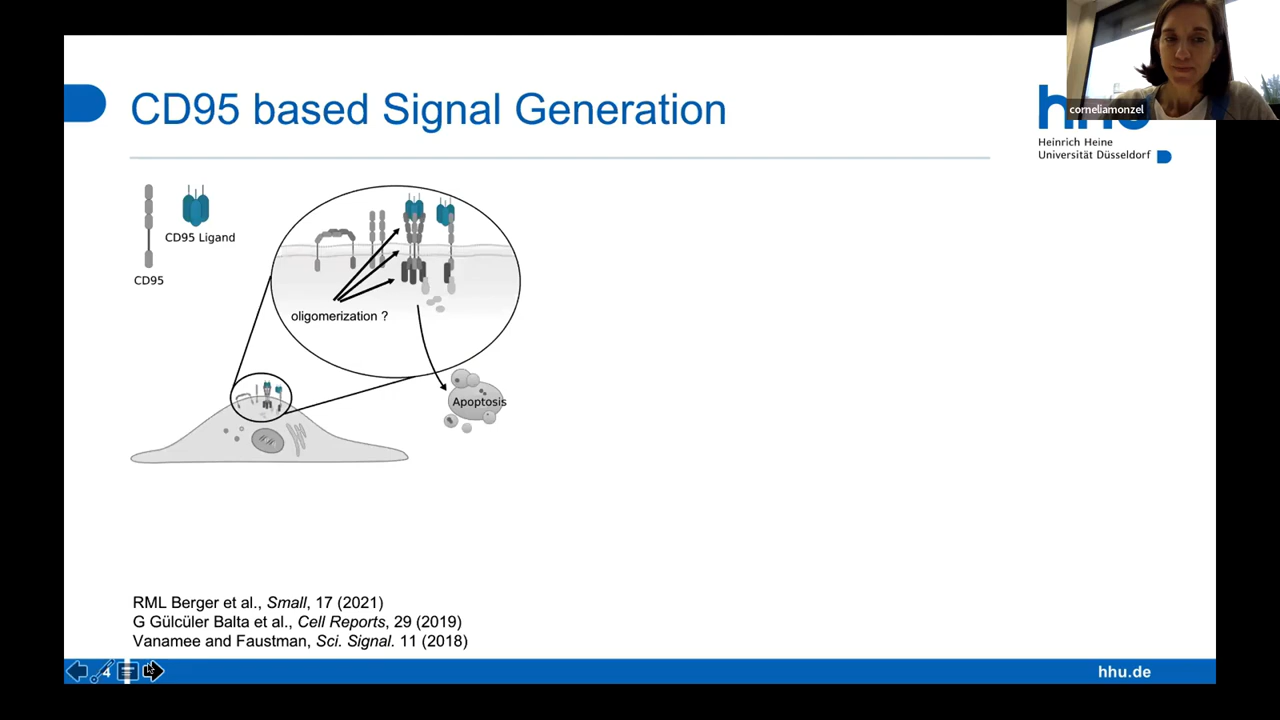 CD95 based Signal Generation
corneliamonzel
Heinrich Heine
Universität Düsseldorf
CD95 Ligand
CD95
oligomerization ?
Apoptosis
RML Berger et al., Small, 17 (2021)
G Gülcüler Balta et al., Cell Reports, 29 (2019)
Vanamee and Faustman, Sci. Signal. 11 (2018)
4
hhu.de